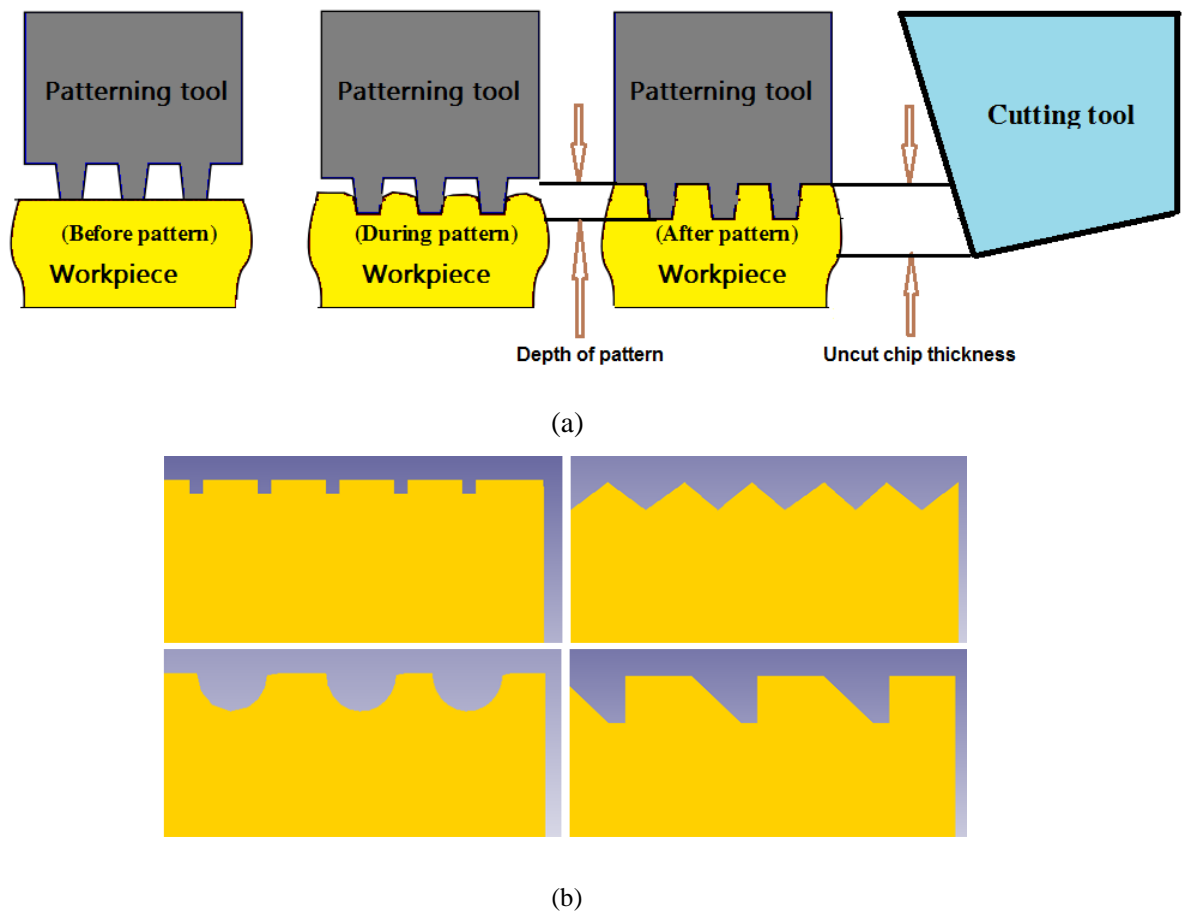 Patterning tool
Patterning tool
Patterning tool
Cutting tool
(Before pattern)
(During pattern)
(After pattern)
Workpiece
Workpiece
Workpiece
Depth of pattern
Uncut chip thickness
(a)
(b)